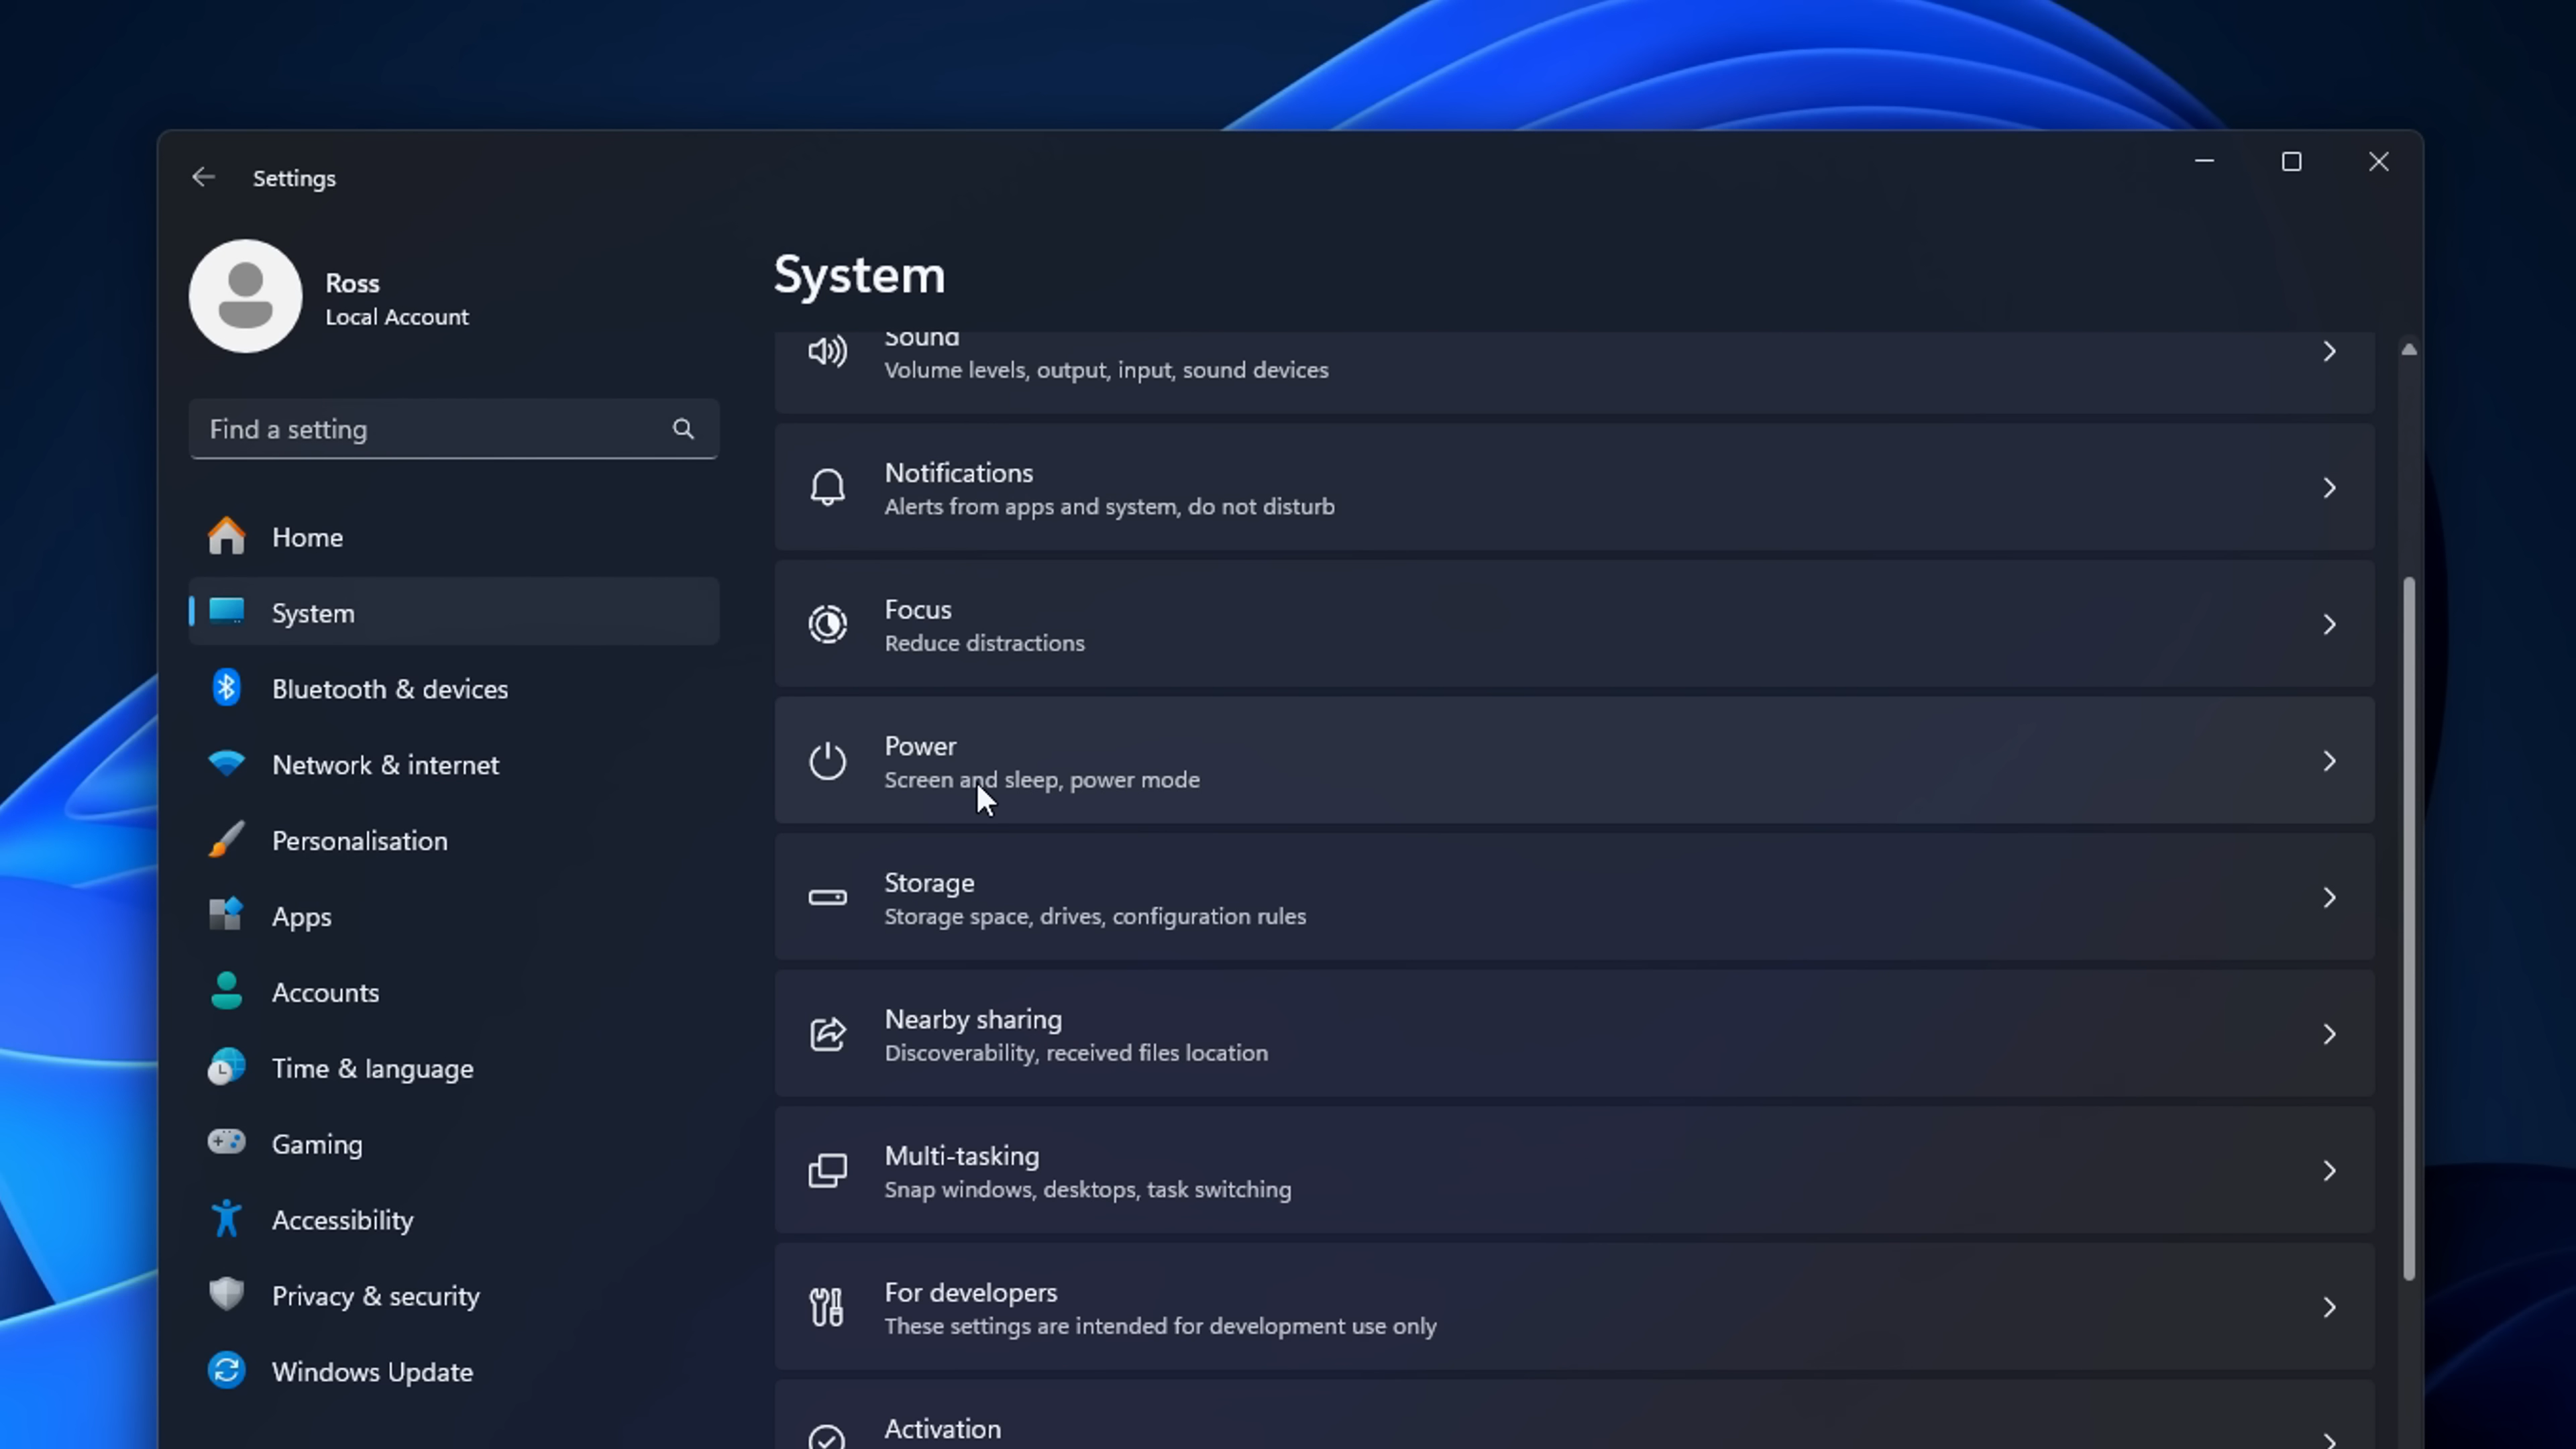 Settings
Ross
Local Account
Find a setting
Home
System
Bluetooth & devices
Network & internet
Personalisation
Apps
Accounts
Time & language
Gaming
Accessibility
Privacy & security
Windows Update
System
Sound
Volume levels, output, input, sound devices
Notifications
Alerts from apps and system, do not disturb
Focus
Reduce distractions
Power
Screen and sleep, power mode
Storage
Storage space, drives, configuration rules
Nearby sharing
Discoverability, received files location
Multi-tasking
Snap windows, desktops, task switching
For developers
These settings are intended for development use only
Activation